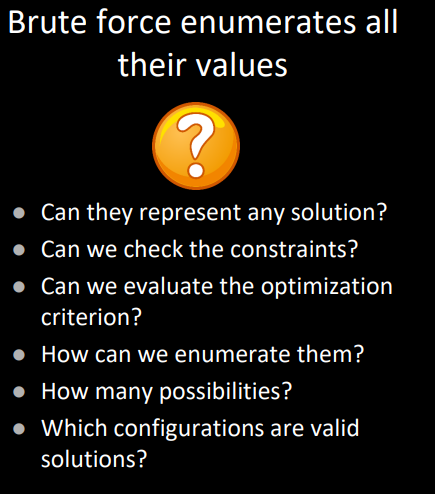 Brute force enumerates all
their values
?
● Can they represent any solution?
● Can we check the constraints?
● Can we evaluate the optimization
criterion?
● How can we enumerate them?
● How many possibilities?
● Which configurations are valid
solutions?